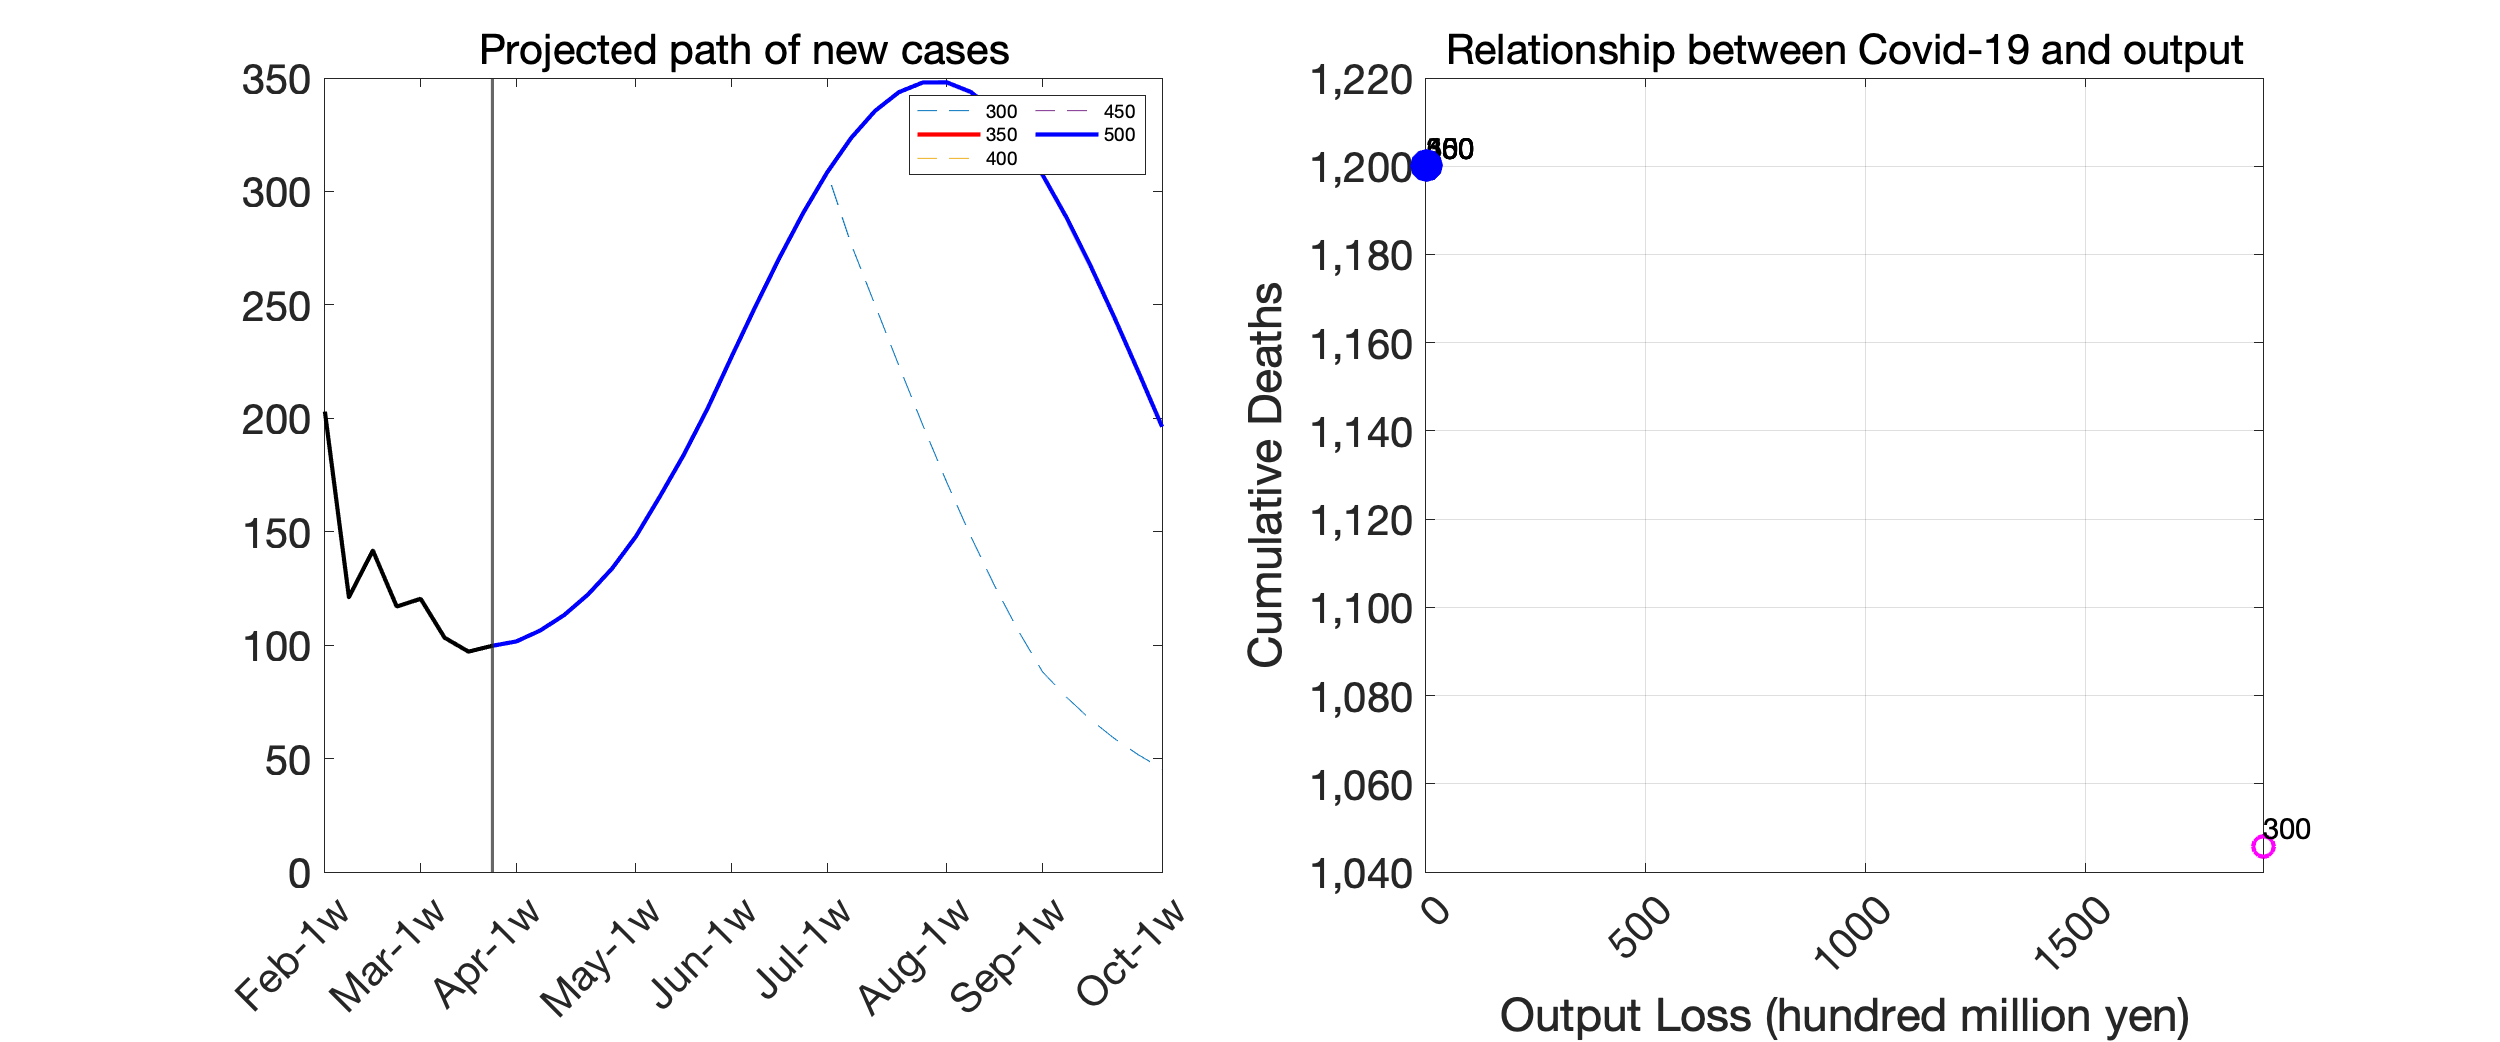 Projected path of new cases
350
300
250
200
150
100
50
0
300
450
350
500
400
Feb-1w
Mar-1w
Apr-1w
May-1w
Jun-1w
Jul-1w
Aug-1w
Sep-1w
Oct-1w
Relationship between Covid-19 and output
Cumulative Deaths
1,220
1,200
1,180
1,160
1,140
1,120
1,100
1,080
1,060
1,040
300
0
500
1000
1500
Output Loss (hundred million yen)